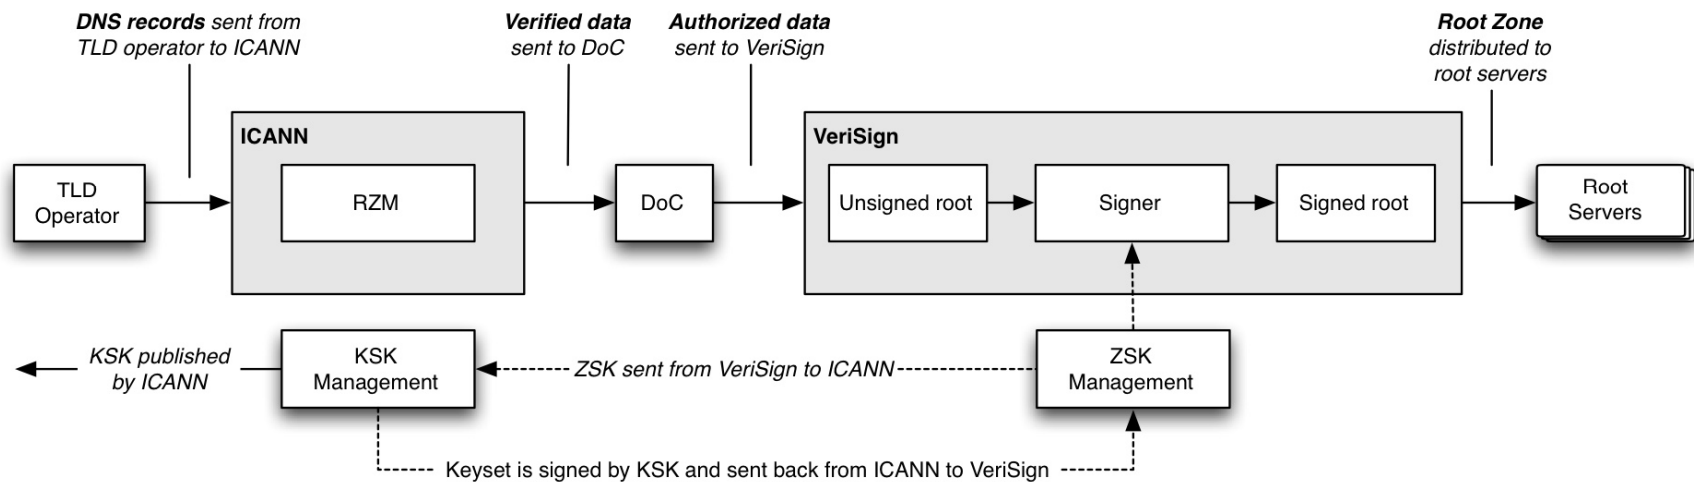 DNS records sent from
TLD operator to ICANN
Verified data
sent to DoC
Authorized data
sent to VeriSign
Root Zone
distributed to
root servers
ICANN
VeriSign
TLD
Operator
RZM
DoC
Unsigned root
Signer
Signed root
Root
Servers
KSK published
by ICANN
KSK
Management
ZSK sent from VeriSign to ICANN
ZSK
Management
Keyset is signed by KSK and sent back from ICANN to VeriSign